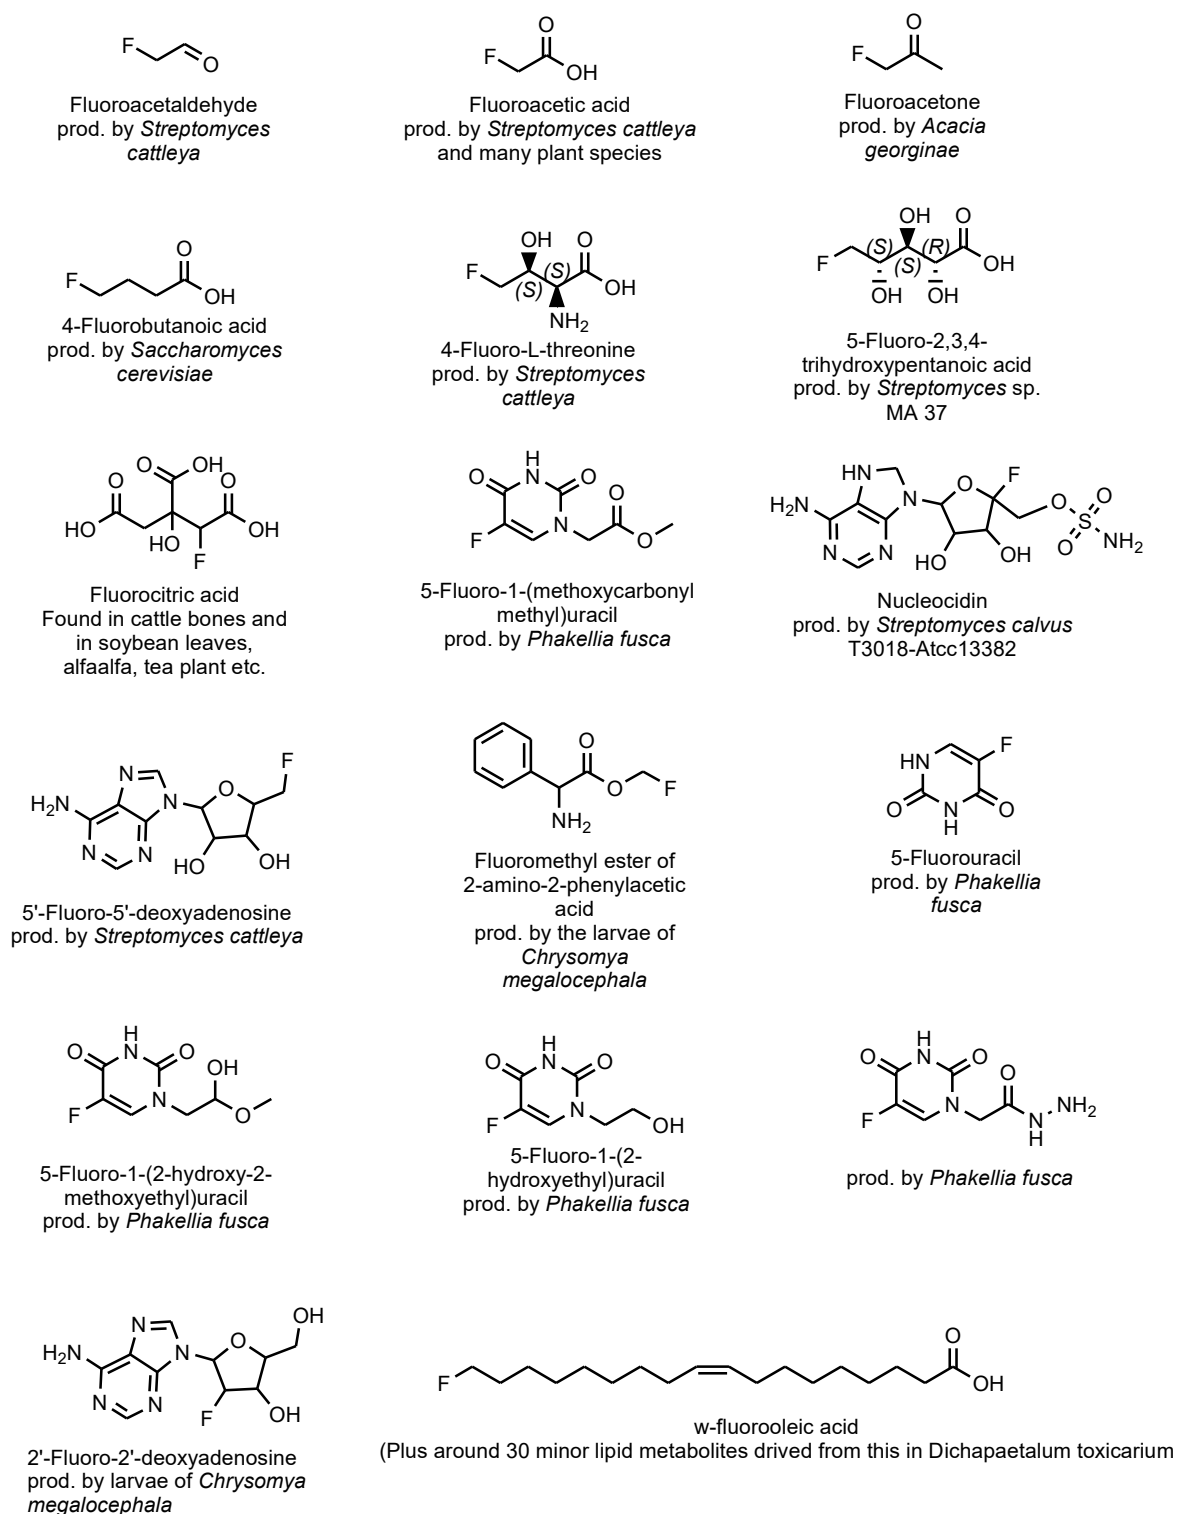 F
O
Fluoroacetaldehyde
prod. by Streptomyces
cattleya
F
O
OH
Fluoroacetic acid
prod. by Streptomyces cattleya
and many plant species
F
O
Fluoroacetone
prod. by Acacia
georginae
F
O
OH
4-Fluorobutanoic acid
prod. by Saccharomyces
cerevisiae
OH
O
F
(S)
(S)
OH
NH2
4-Fluoro-L-threonine
prod. by Streptomyces
cattleya
OH
O
(S)
(R)
F
(S)
OH
OH
OH
5-Fluoro-2,3,4-
trihydroxypentanoic acid
prod. by Streptomyces sp.
MA 37
O
OH
O
O
HO
HO
OH
F
Fluorocitric acid
Found in cattle bones and
in soybean leaves,
alfaalfa, tea plant etc.
H
O
N
O
O
F
N
O
5-Fluoro-1-(methoxycarbonyl
methyl)uracil
prod. by Phakellia fusca
HN
F
H2N
N
O
O
O
S
N
N
O
NH2
HO
OH
Nucleocidin
prod. by Streptomyces calvus
T3018-Atcc13382
F
N
O
H2N
N
N
N
HO
OH
5'-Fluoro-5'-deoxyadenosine
prod. by Streptomyces cattleya
O
O
F
NH2
Fluoromethyl ester of
2-amino-2-phenylacetic
acid
prod. by the larvae of
Chrysomya
megalocephala
F
HN
O
N
O
H
5-Fluorouracil
prod. by Phakellia
fusca
H
O
N
O
OH
F
N
O
5-Fluoro-1-(2-hydroxy-2-
methoxyethyl)uracil
prod. by Phakellia fusca
H
O
N
O
F
N
OH
5-Fluoro-1-(2-
hydroxyethyl)uracil
prod. by Phakellia fusca
H
O
N
O
O
F
N
NH2
N
H
prod. by Phakellia fusca
OH
N
O
H2N
N
N
N
F
OH
2'-Fluoro-2'-deoxyadenosine
prod. by larvae of Chrysomya
megalocephala
O
F
OH
w-fluorooleic acid
(Plus around 30 minor lipid metabolites drived from this in Dichapaetalum toxicarium